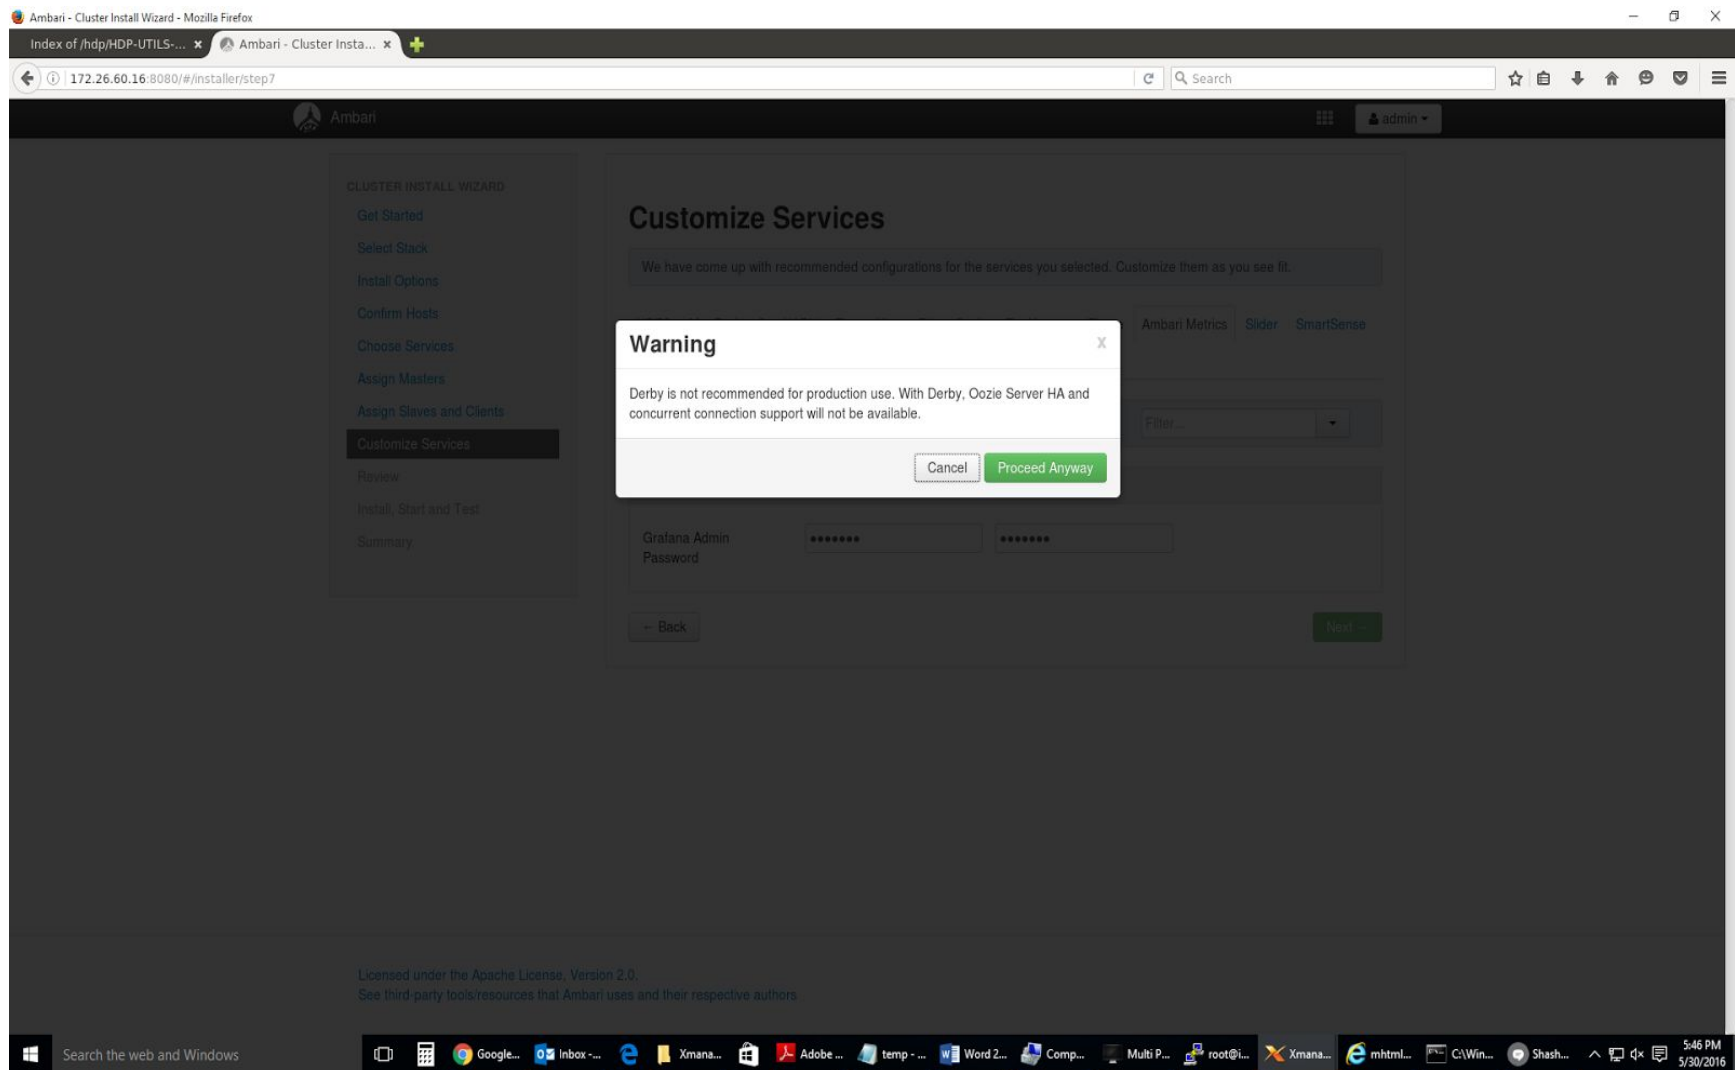 Ambari - Cluster Install Wizard - Mozilla Firefox
Index of /hdp/HDP-UTILS-... × Ambari - Cluster Insta... ×
172.26.60.16:8080/#/installer/step7
Search
Ambari
admin
CLUSTER INSTALL WIZARD
Get Started
Select Stack
Install Options
Confirm Hosts
Choose Services
Assign Masters
Assign Slaves and Clients
Customize Services
Review
Install, Start and Test
Summary
Customize Services
We have come up with recommended configurations for the services you selected. Customize them as you see fit.
Ambari Metrics Slider SmartSense
Warning
X
Derby is not recommended for production use. With Derby, Oozie Server HA and
concurrent connection support will not be available.
Cancel Proceed Anyway
Filter...
Grafana Admin
Password
← Back
Next →
Licensed under the Apache License, Version 2.0.
See third-party tools/resources that Ambari uses and their respective authors
Search the web and Windows
Google... Inbox -... Xmana... Adobe ... temp - ... Word 2... Comp... Multi P... root@i... Xmana... mhtml... C:\Win... Shash...
5:46 PM
5/30/2016